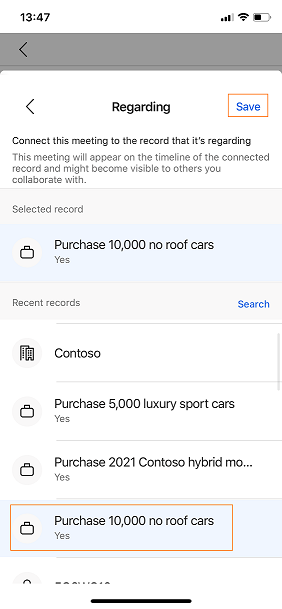 13:47
Regarding
Save
Connect this meeting to the record that it's regarding
This meeting will appear on the timeline of the connected
record and might become visible to others you
collaborate with.
Selected record
Purchase 10,000 no roof cars
Yes
Recent records
Search
Contoso
Purchase 5,000 luxury sport cars
Yes
Purchase 2021 Contoso hybrid mo...
Yes
Purchase 10,000 no roof cars
Yes